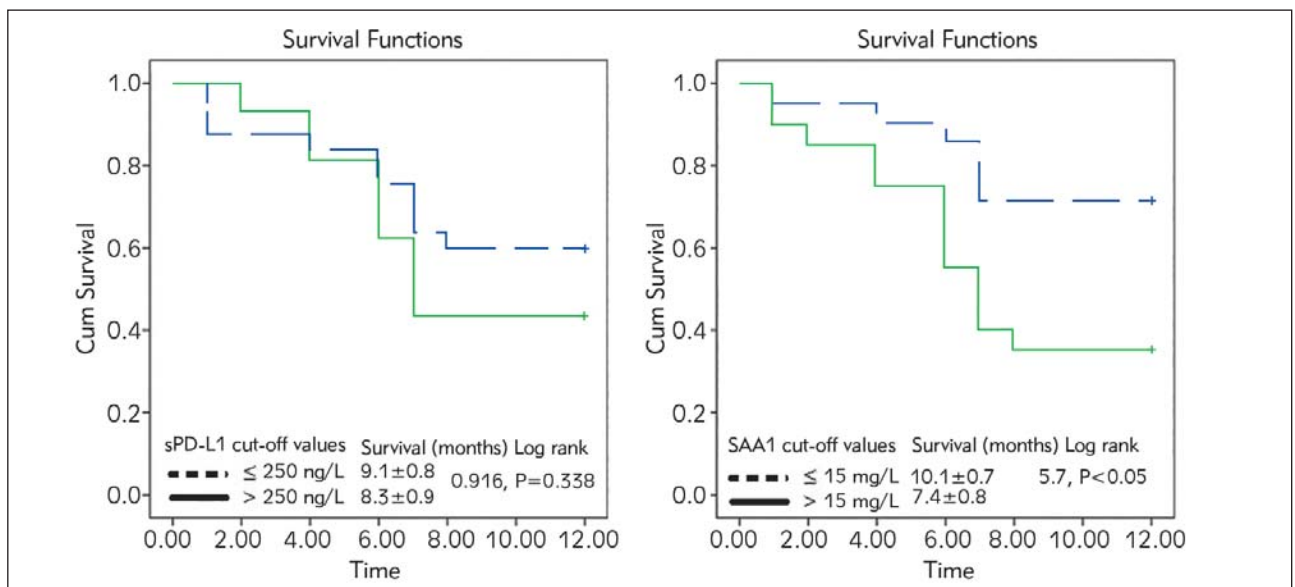 Survival Functions
1.0
0.8
0.6
0.4
0.2
0.0
Cum Survival
sPD-L1 cut-off values Survival (months) Log rank
≤ 250 ng/L 9.1±0.8 0.916, P=0.338
> 250 ng/L 8.3±0.9
0.00 2.00 4.00 6.00 8.00 10.00 12.00
Time
Survival Functions
1.0
0.8
0.6
0.4
0.2
0.0
Cum Survival
SAA1 cut-off values Survival (months) Log rank
≤ 15 mg/L 10.1±0.7 5.7, P<0.05
> 15 mg/L 7.4±0.8
0.00 2.00 4.00 6.00 8.00 10.00 12.00
Time